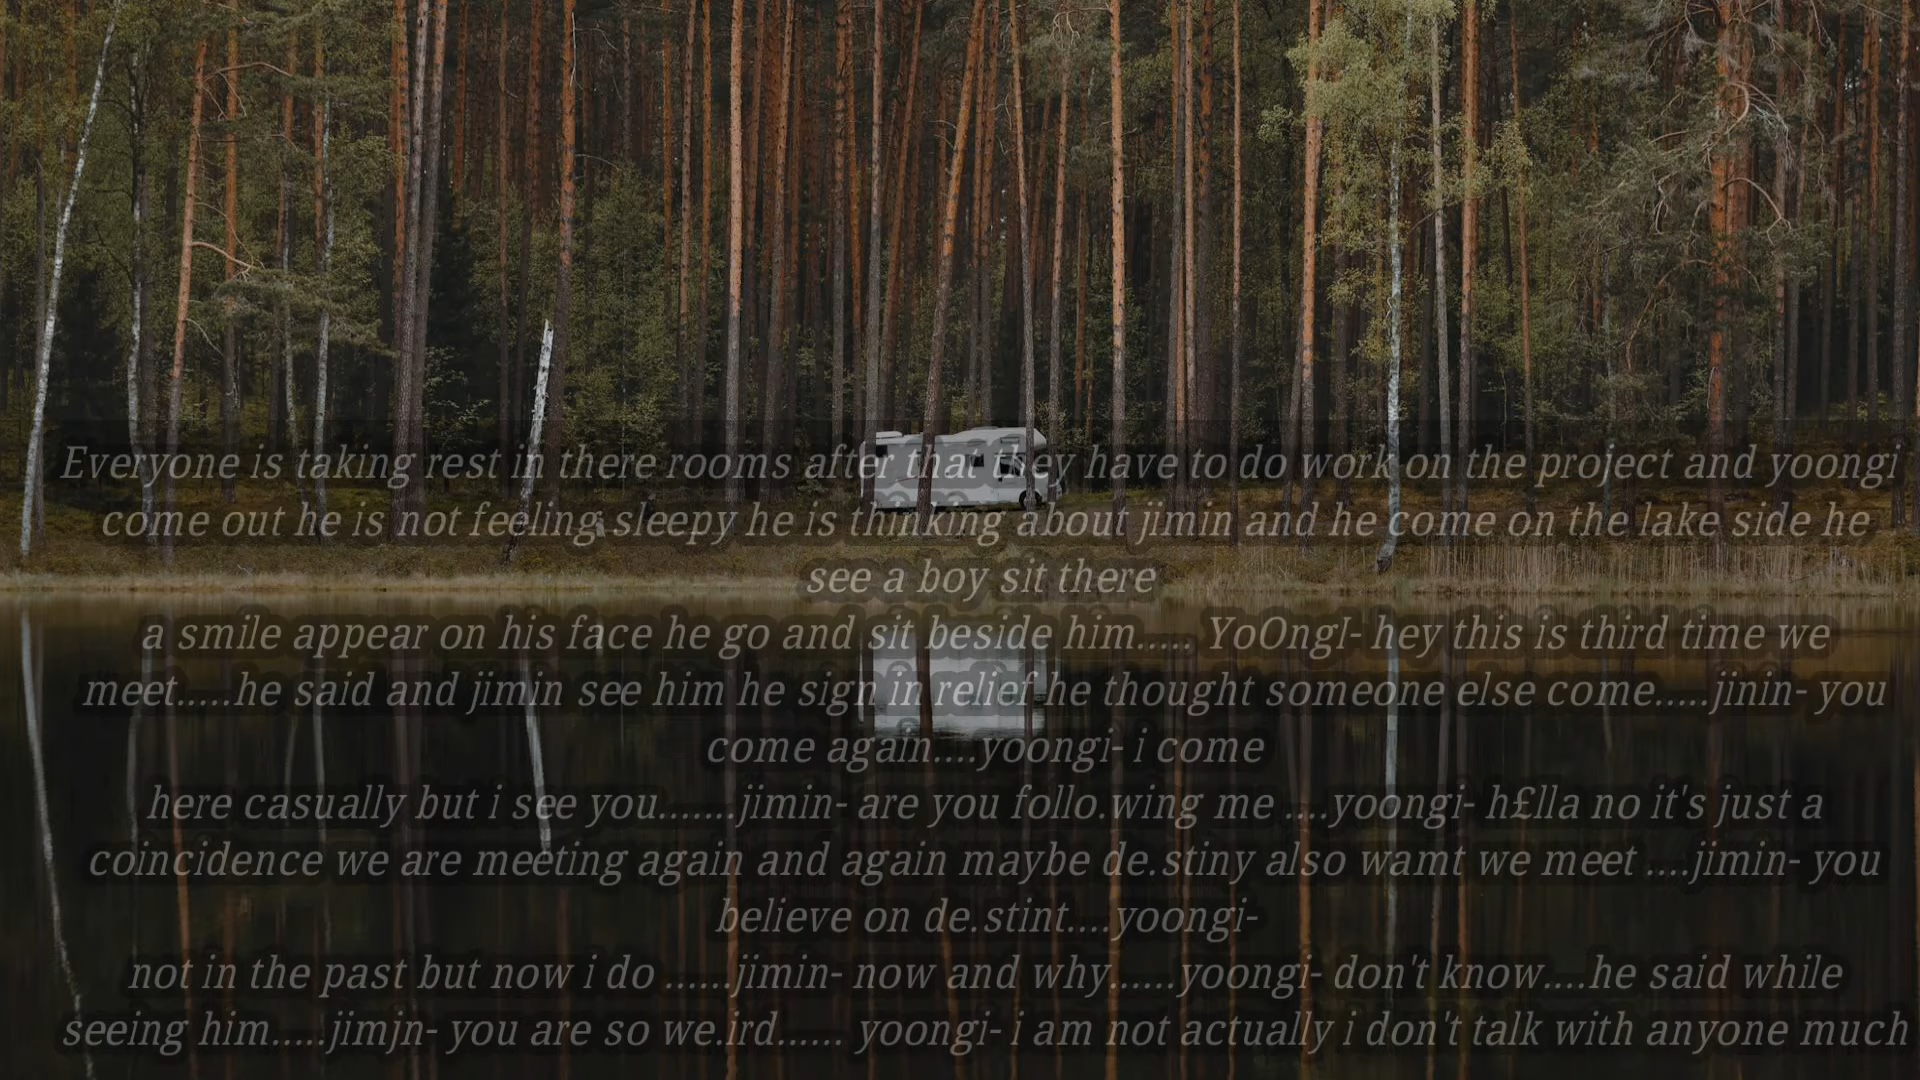 Everyone is taking rest in there rooms after that they have to do work on the project and yoongi
come out he is not feeling sleepy he is thinking about jimin and he come on the lake side he
see a boy sit there
a smile appear on his face he go and sit beside him..... YoOngI- hey this is third time we
meet.....he said and jimin see him he sign in relief he thought someone else come.....jinin- you
come again....yoongi- i come
here casually but i see you.......jimin- are you follo.wing me ....yoongi- h£lla no it's just a
coincidence we are meeting again and again maybe de.stiny also wamt we meet ....jimin- you
believe on de.stint....yoongi-
not in the past but now i do ......jimin- now and why......yoongi- don't know....he said while
seeing him.....jimjn- you are so we.ird...... yoongi- i am not actually i don't talk with anyone much